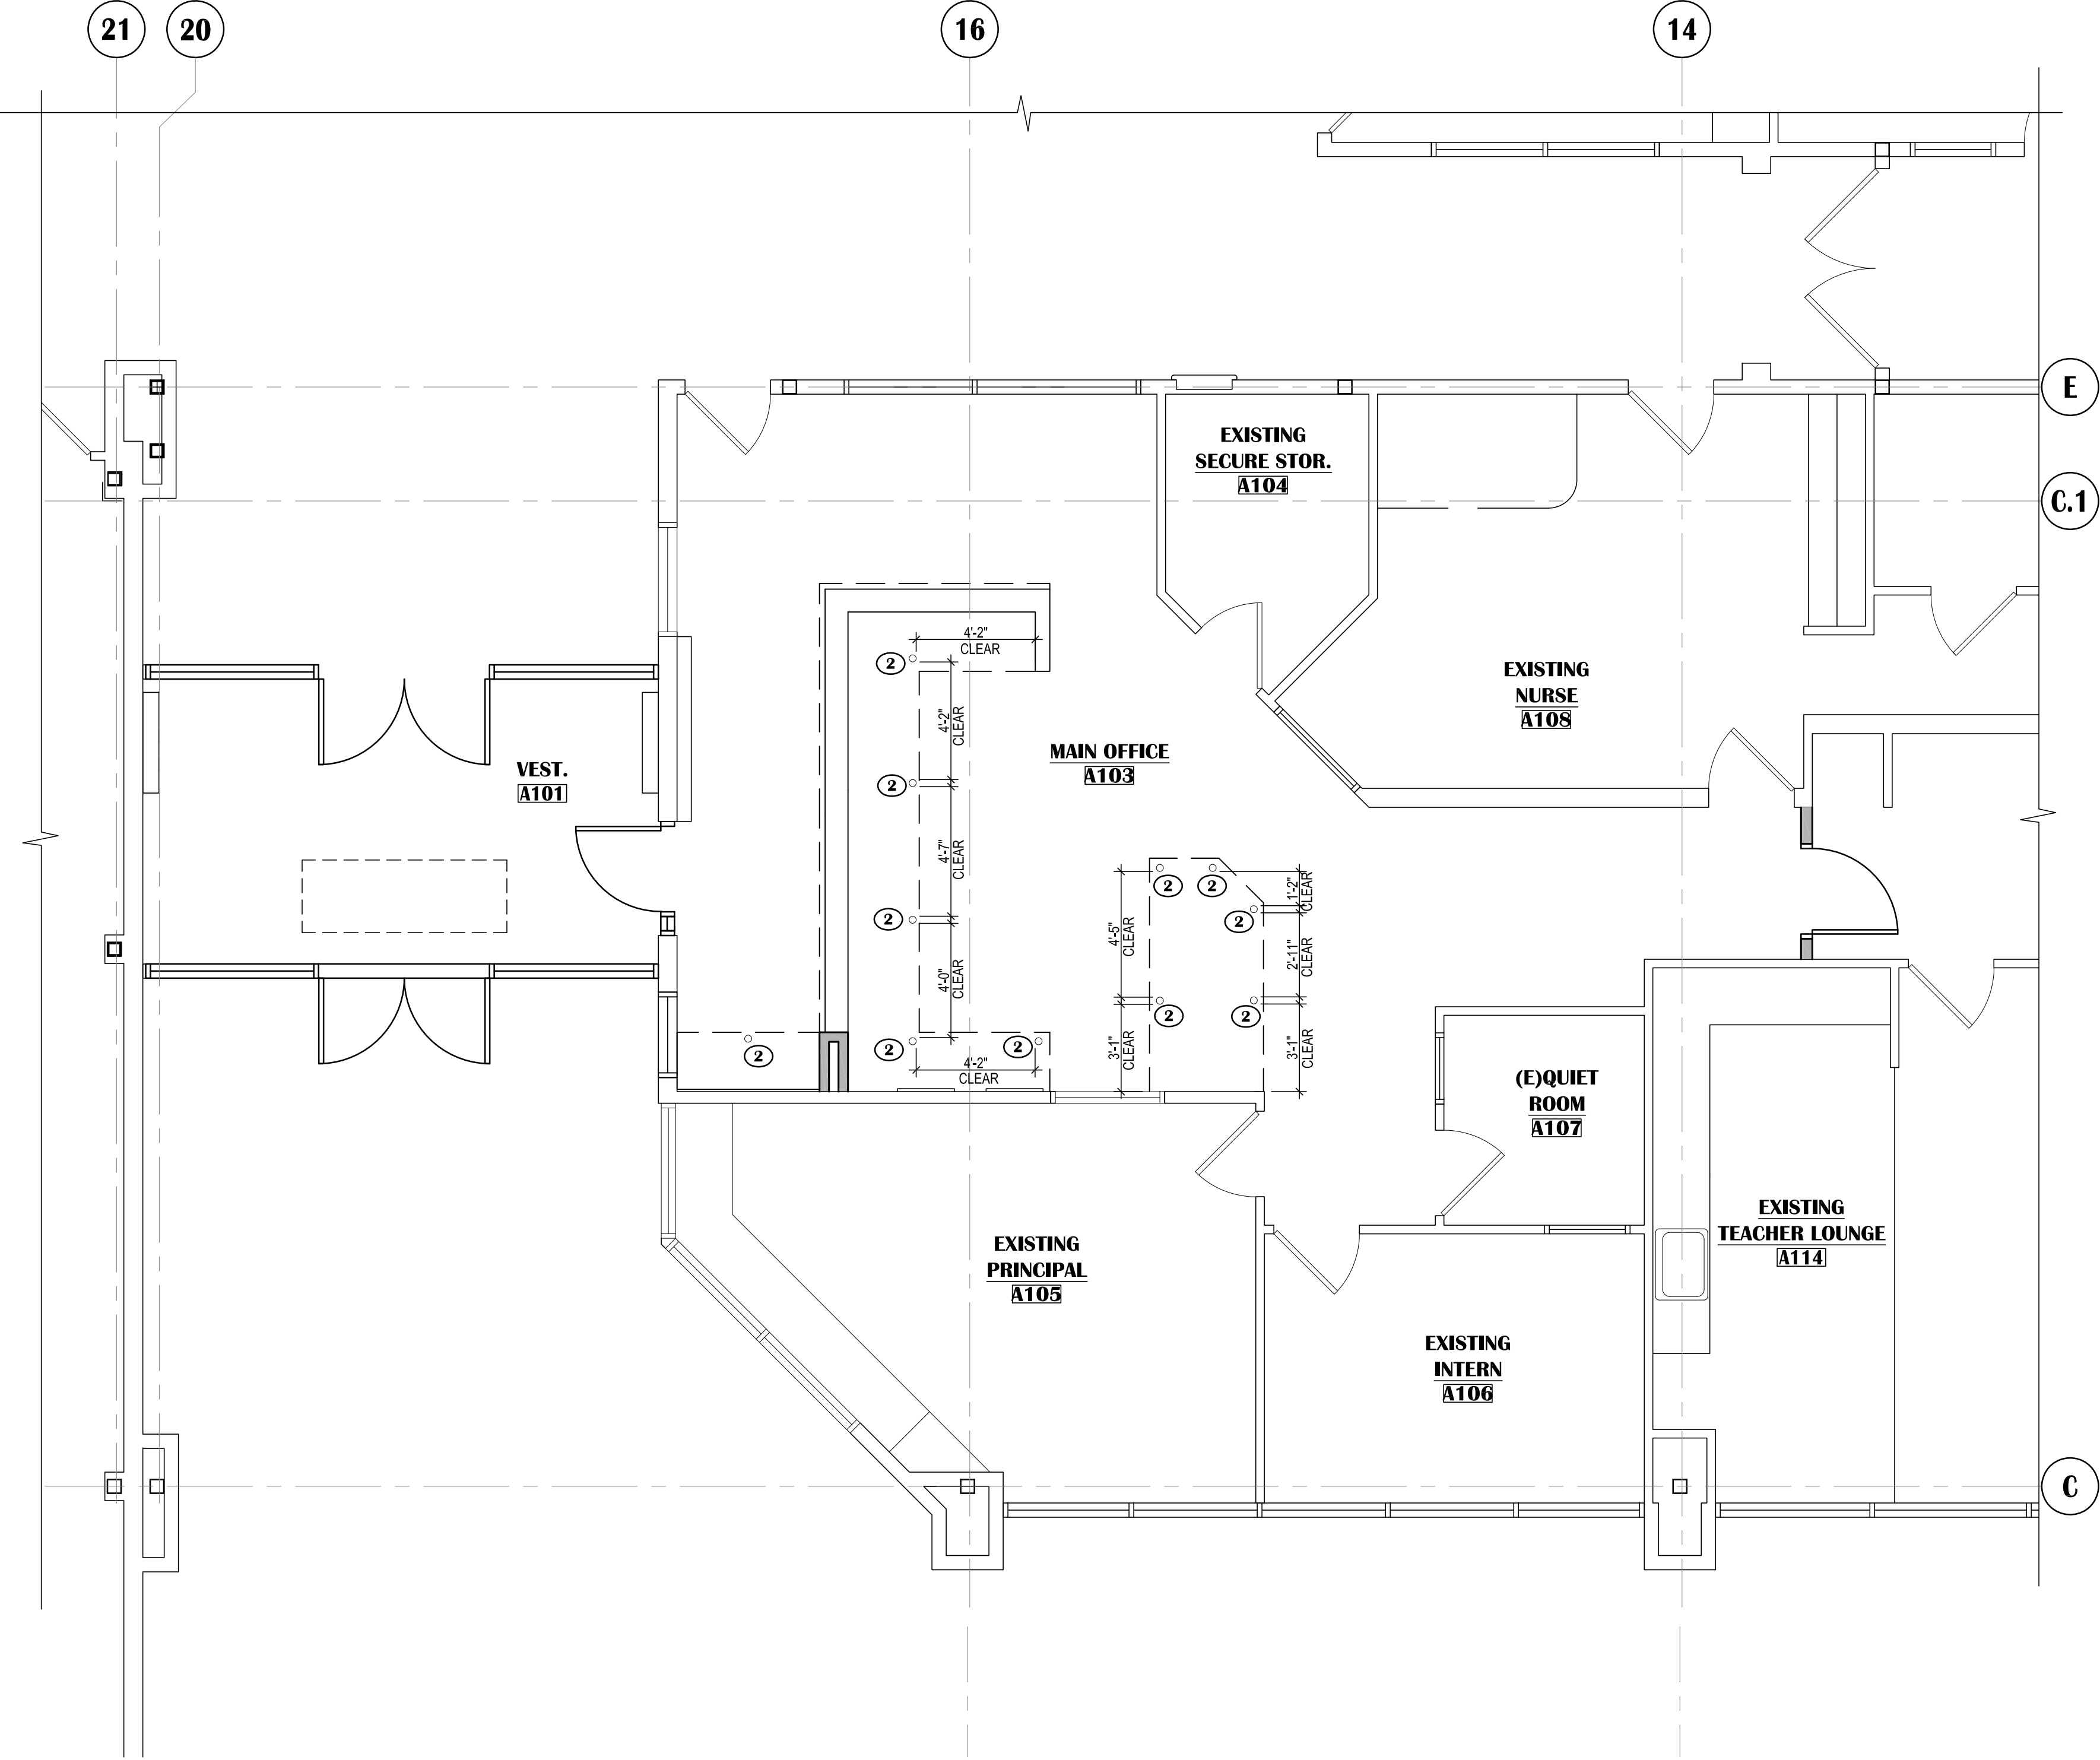 21
20
16
14
E
EXISTING
SECURE STOR.
A104
C.1
4'-2"
CLEAR
2
EXISTING
NURSE
A108
4'-2"
CLEAR
MAIN OFFICE
A103
VEST.
A101
2
4'-7"
CLEAR
2
2
1'-2"
CLEAR
2
2
4'-5"
CLEAR
2'-11"
CLEAR
4'-0"
CLEAR
2
2
2
2
2
3'-1"
CLEAR
3'-1"
CLEAR
4'-2"
CLEAR
(E)QUIET
ROOM
A107
EXISTING
TEACHER LOUNGE
A114
EXISTING
PRINCIPAL
A105
EXISTING
INTERN
A106
C